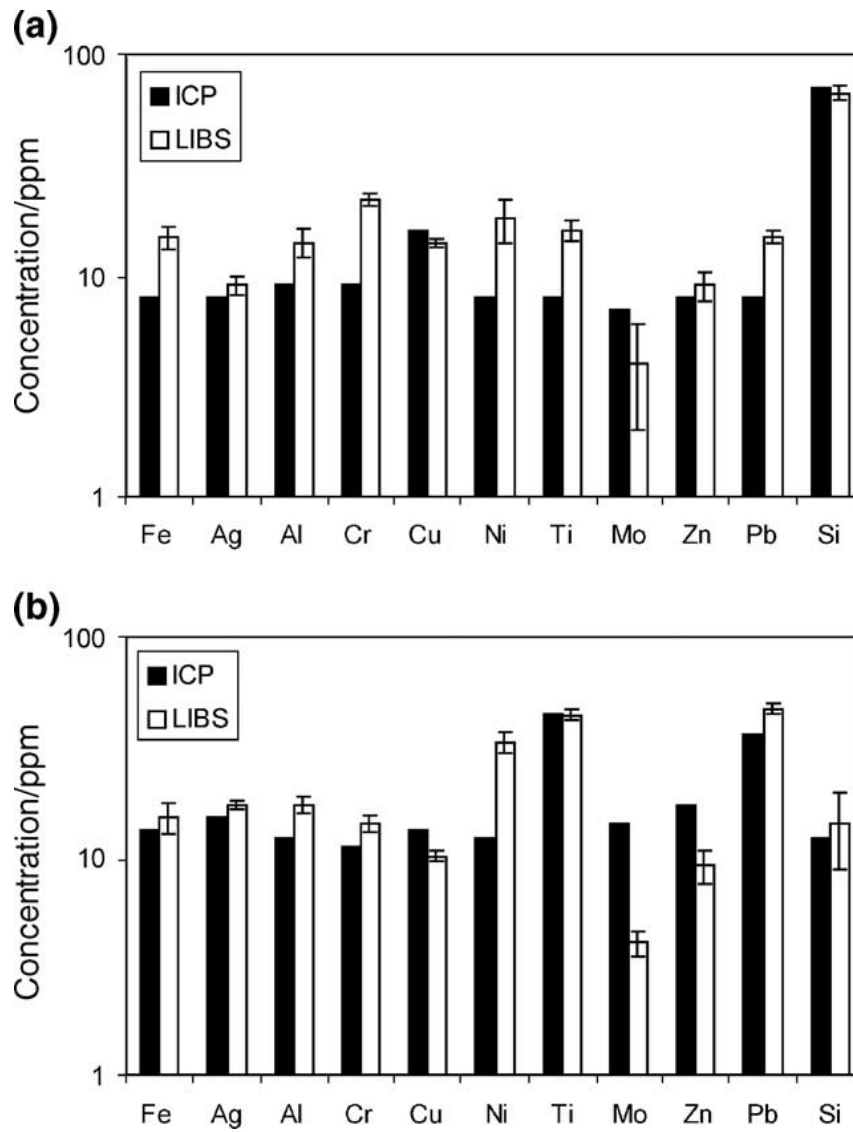 (a)
100
ICP
LIBS
10
1
Concentration/ppm
Fe Ag Al Cr Cu Ni Ti Mo Zn Pb Si
(b)
100
ICP
LIBS
10
1
Concentration/ppm
Fe Ag Al Cr Cu Ni Ti Mo Zn Pb Si